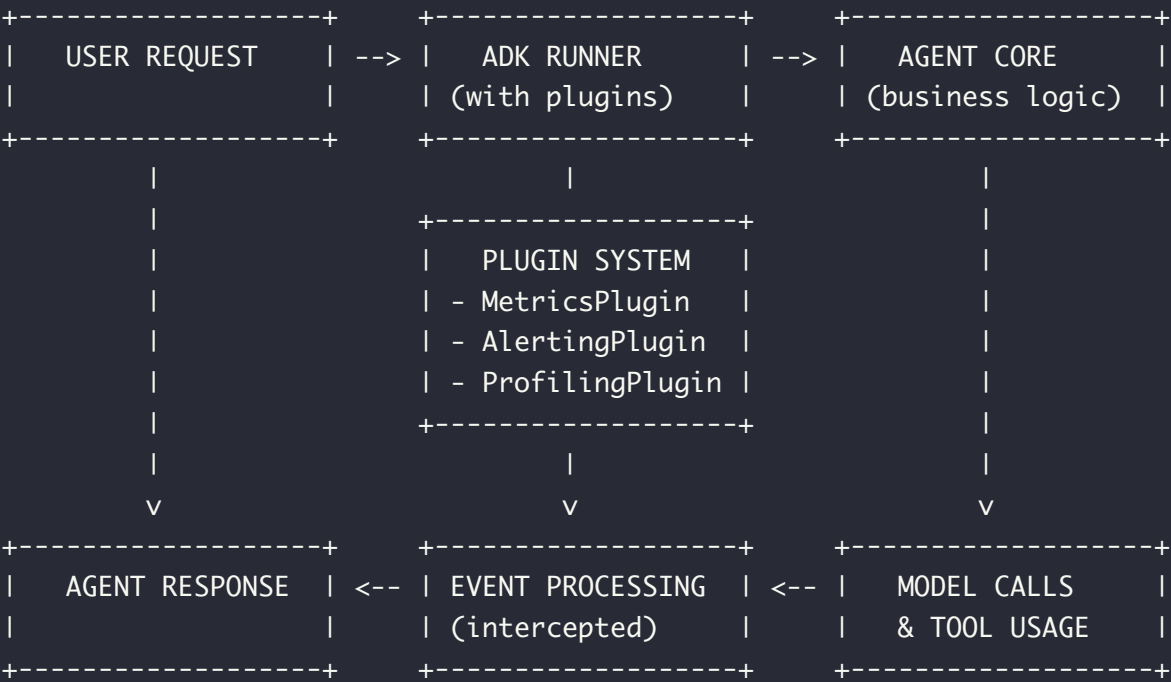 +-------------------+     +-------------------+     +-------------------+
|   USER REQUEST    | --> |   ADK RUNNER      | --> |   AGENT CORE      |
|                   |     | (with plugins)    |     | (business logic)  |
+-------------------+     +-------------------+     +-------------------+
         |                         |                         |
         |                +-------------------+              |
         |                |   PLUGIN SYSTEM   |              |
         |                | - MetricsPlugin   |              |
         |                | - AlertingPlugin  |              |
         |                | - ProfilingPlugin |              |
         |                +-------------------+              |
         |                         |                         |
         v                         v                         v
+-------------------+     +-------------------+     +-------------------+
|   AGENT RESPONSE  | <-- | EVENT PROCESSING  | <-- |   MODEL CALLS     |
|                   |     | (intercepted)     |     |   & TOOL USAGE    |
+-------------------+     +-------------------+     +-------------------+